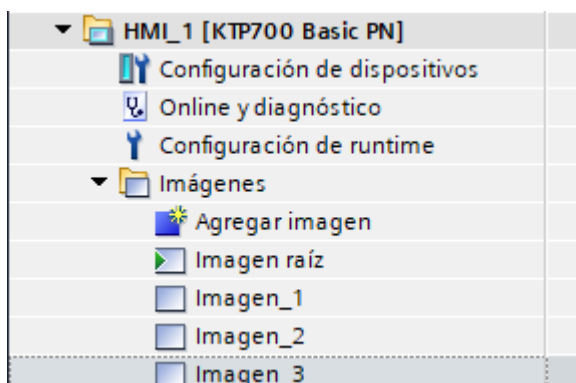 HMI_1 [KTP700 Basic PN]
Configuración de dispositivos
Online y diagnóstico
Configuración de runtime
Imágenes
Agregar imagen
Imagen raíz
Imagen_1
Imagen_2
Imagen_3